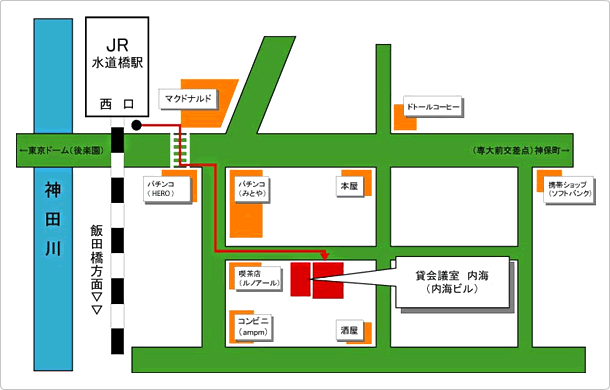 JR
水道橋駅
西 口
マクドナルド
ドトールコーヒー
←東京ドーム(後楽園)
(専大前交差点)神保町→
神田川
飯田橋方面▽▽
パチンコ
(HERO)
パチンコ
(みとや)
本屋
携帯ショップ
(ソフトバンク)
喫茶店
(ルノアール)
貸会議室 内海
(内海ビル)
コンビニ
(ampm)
酒屋